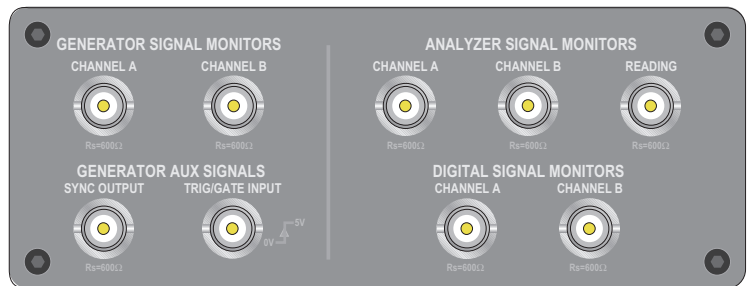 GENERATOR SIGNAL MONITORS
CHANNEL A CHANNEL B
Rs=600Ω Rs=600Ω
GENERATOR AUX SIGNALS
SYNC OUTPUT TRIG/GATE INPUT
5V
0V
Rs=600Ω
ANALYZER SIGNAL MONITORS
CHANNEL A CHANNEL B READING
Rs=600Ω Rs=600Ω Rs=600Ω
DIGITAL SIGNAL MONITORS
CHANNEL A CHANNEL B
Rs=600Ω Rs=600Ω